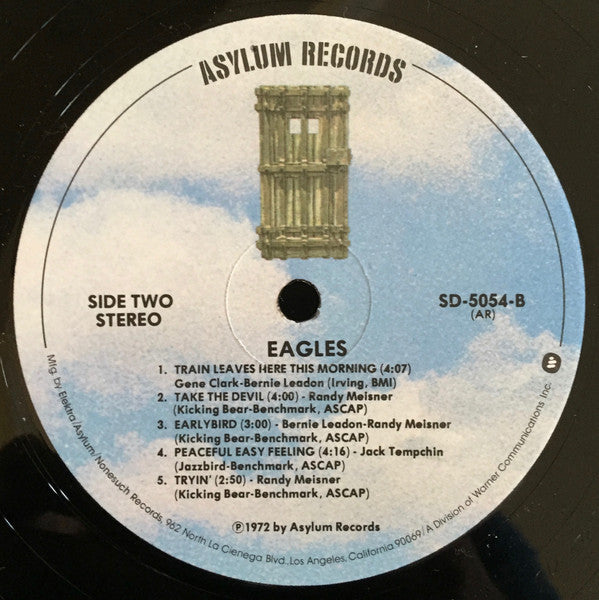 ASYLUM RECORDS
SIDE TWO
STEREO
SD-5054-B
(AR)
EAGLES
1. TRAIN LEAVES HERE THIS MORNING (4:07)
Gene Clark-Bernie Leadon (Irving, BMI)
2. TAKE THE DEVIL (4:00) - Randy Meisner
(Kicking Bear-Benchmark, ASCAP)
3. EARLYBIRD (3:00) - Bernie Leadon-Randy Meisner
(Kicking Bear-Benchmark, ASCAP)
4. PEACEFUL EASY FEELING (4:16) - Jack Tempchin
(Jazzbird-Benchmark, ASCAP)
5. TRYIN' (2:50) - Randy Meisner
(Kicking Bear-Benchmark, ASCAP)
℗1972 by Asylum Records
Mfg. by Elektra/Asylum/Nonesuch Records, 962 North La Cienega Blvd., Los Angeles, California 90069/A Division of Warner Communications Inc.